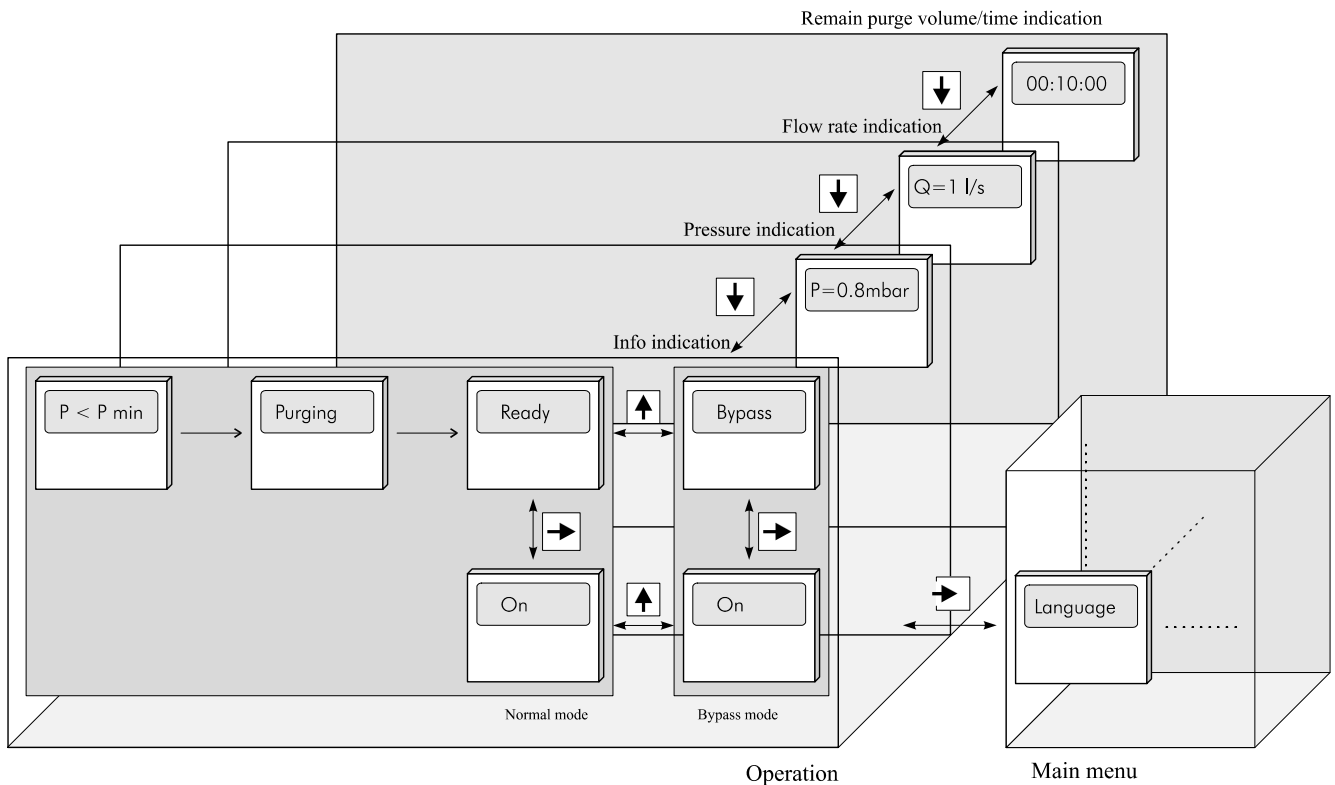 Remain purge volume/time indication
00:10:00
Flow rate indication
Q=1 l/s
Pressure indication
P=0.8mbar
Info indication
P < P min
Purging
Ready
Bypass
On
On
Language
Normal mode
Bypass mode
Operation
Main menu